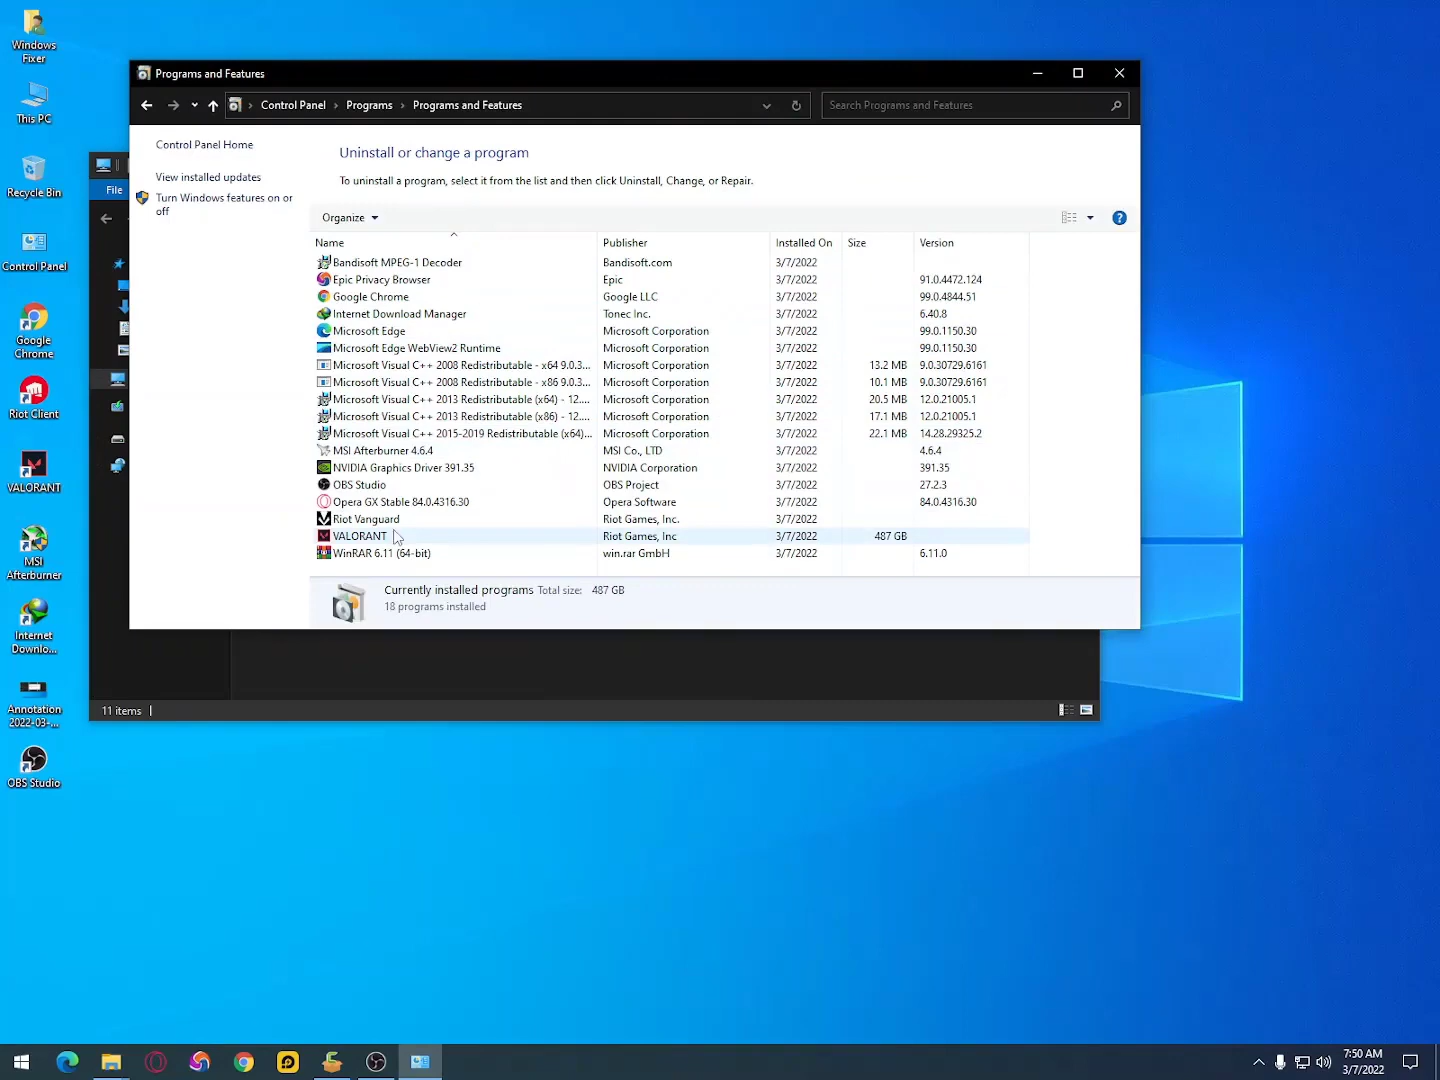 Windows
Fixer
This PC
Recycle Bin
Control Panel
Google
Chrome
Riot Client
VALORANT
MSI
Afterburner
Internet
Downlo...
Annotation
2022-03-...
OBS Studio
Programs and Features
Control Panel > Programs > Programs and Features
Search Programs and Features
Control Panel Home
View installed updates
Turn Windows features on or
off
Uninstall or change a program
To uninstall a program, select it from the list and then click Uninstall, Change, or Repair.
Organize
Name Publisher Installed On Size Version
Bandisoft MPEG-1 Decoder Bandisoft.com 3/7/2022
Epic Privacy Browser Epic 3/7/2022 91.0.4472.124
Google Chrome Google LLC 3/7/2022 99.0.4844.51
Internet Download Manager Tonec Inc. 3/7/2022 6.40.8
Microsoft Edge Microsoft Corporation 3/7/2022 99.0.1150.30
Microsoft Edge WebView2 Runtime Microsoft Corporation 3/7/2022 99.0.1150.30
Microsoft Visual C++ 2008 Redistributable - x64 9.0.3... Microsoft Corporation 3/7/2022 13.2 MB 9.0.30729.6161
Microsoft Visual C++ 2008 Redistributable - x86 9.0.3... Microsoft Corporation 3/7/2022 10.1 MB 9.0.30729.6161
Microsoft Visual C++ 2013 Redistributable (x64) - 12.... Microsoft Corporation 3/7/2022 20.5 MB 12.0.21005.1
Microsoft Visual C++ 2013 Redistributable (x86) - 12.... Microsoft Corporation 3/7/2022 17.1 MB 12.0.21005.1
Microsoft Visual C++ 2015-2019 Redistributable (x64)... Microsoft Corporation 3/7/2022 22.1 MB 14.28.29325.2
MSI Afterburner 4.6.4 MSI Co., LTD 3/7/2022 4.6.4
NVIDIA Graphics Driver 391.35 NVIDIA Corporation 3/7/2022 391.35
OBS Studio OBS Project 3/7/2022 27.2.3
Opera GX Stable 84.0.4316.30 Opera Software 3/7/2022 84.0.4316.30
Riot Vanguard Riot Games, Inc. 3/7/2022
VALORANT Riot Games, Inc 3/7/2022 487 GB
WinRAR 6.11 (64-bit) win.rar GmbH 3/7/2022 6.11.0
Currently installed programs Total size: 487 GB
18 programs installed
File
11 items
7:50 AM
3/7/2022